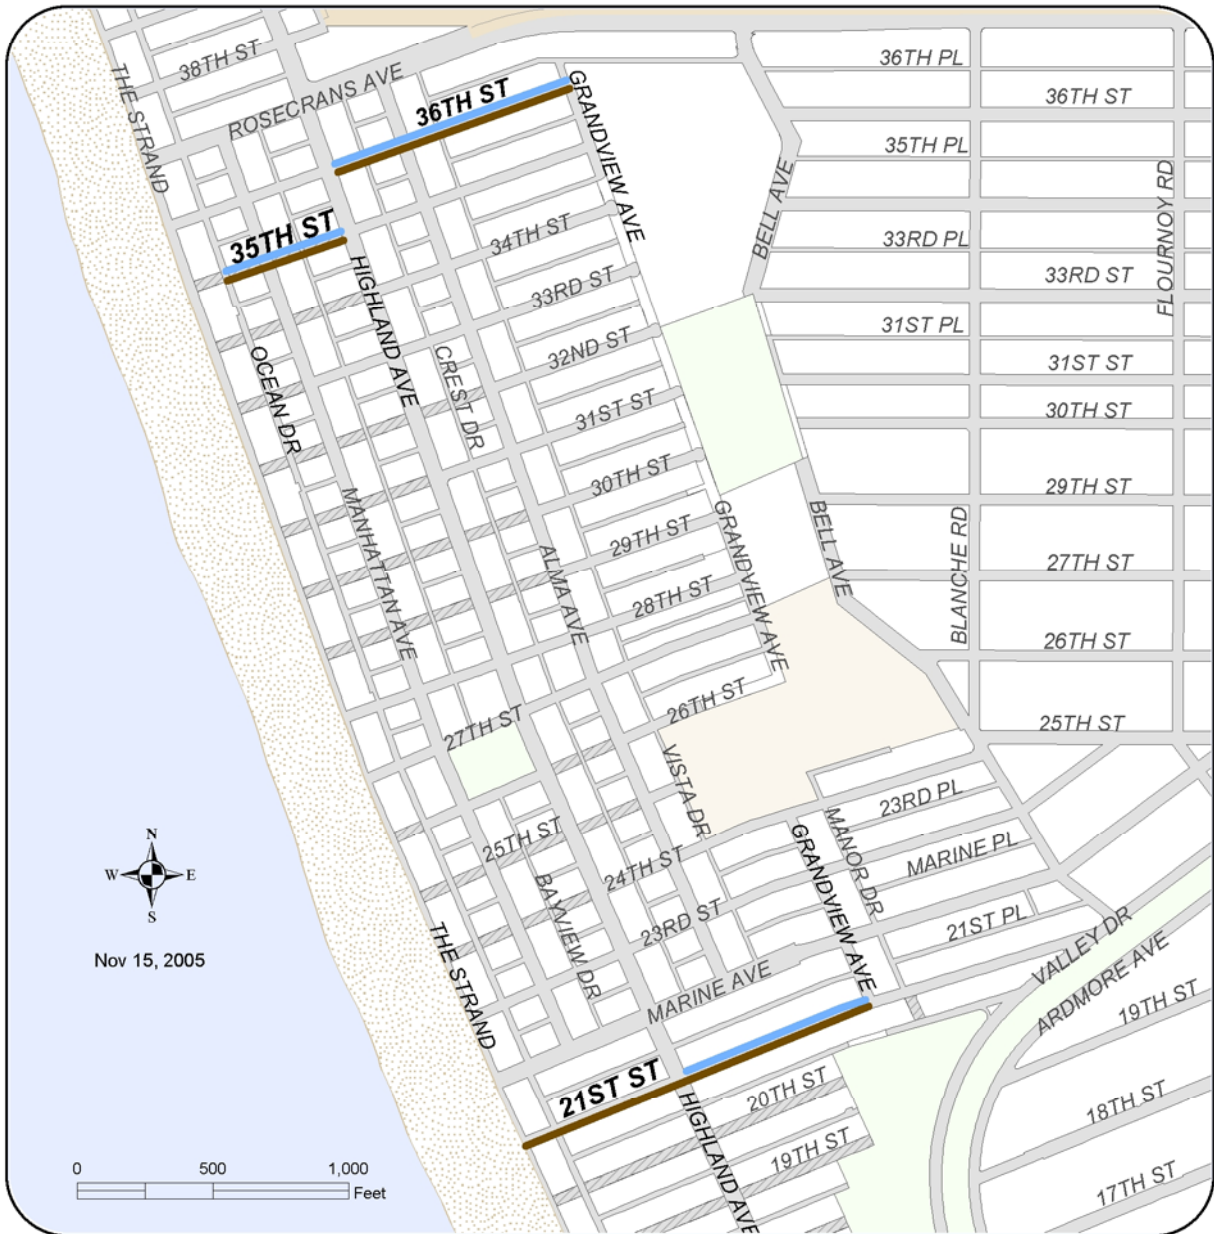 38TH ST
THE STRAND
ROSECRANS AVE
36TH ST
GRANDVIEW AVE
36TH PL
36TH ST
35TH PL
BELL AVE
FLOURNOY RD
35TH ST
34TH ST
33RD PL
HIGHLAND AVE
33RD ST
33RD ST
31ST PL
32ND ST
OCEAN DR
CREST DR
31ST ST
31ST ST
30TH ST
30TH ST
29TH ST
MANHATTAN AVE
GRANDVIEW AVE
BELL AVE
BLANCHE RD
29TH ST
ALMA AVE
27TH ST
28TH ST
26TH ST
26TH ST
27TH ST
25TH ST
VISTA DR
23RD PL
25TH ST
GRANDVIEW AVE
MANOR DR
MARINE PL
24TH ST
BAYVIEW DR
23RD ST
21ST PL
VALLEY DR
ARDMORE AVE
THE STRAND
MARINE AVE
19TH ST
21ST ST
20TH ST
18TH ST
HIGHLAND AVE
19TH ST
17TH ST
N
W
E
S
Nov 15, 2005
0 500 1,000
Feet